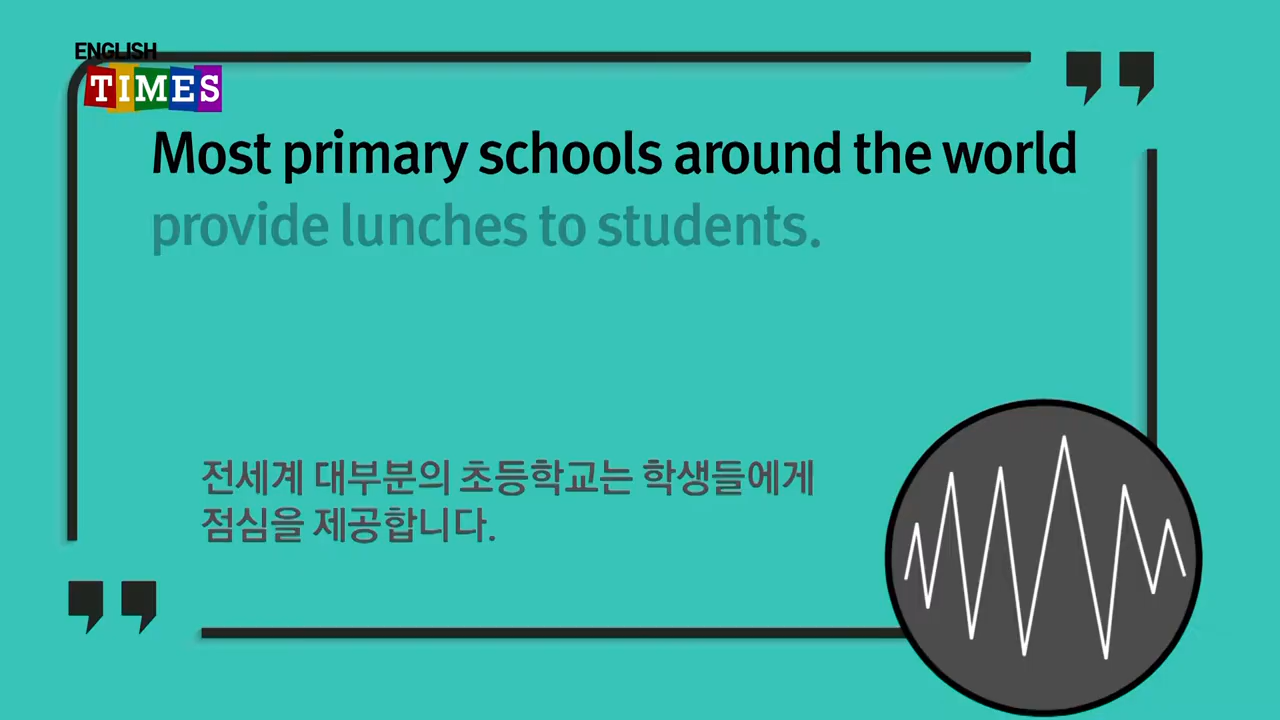 ENGLISH
TIMES
Most primary schools around the world
provide lunches to students.
전세계 대부분의 초등학교는 학생들에게
점심을 제공합니다.